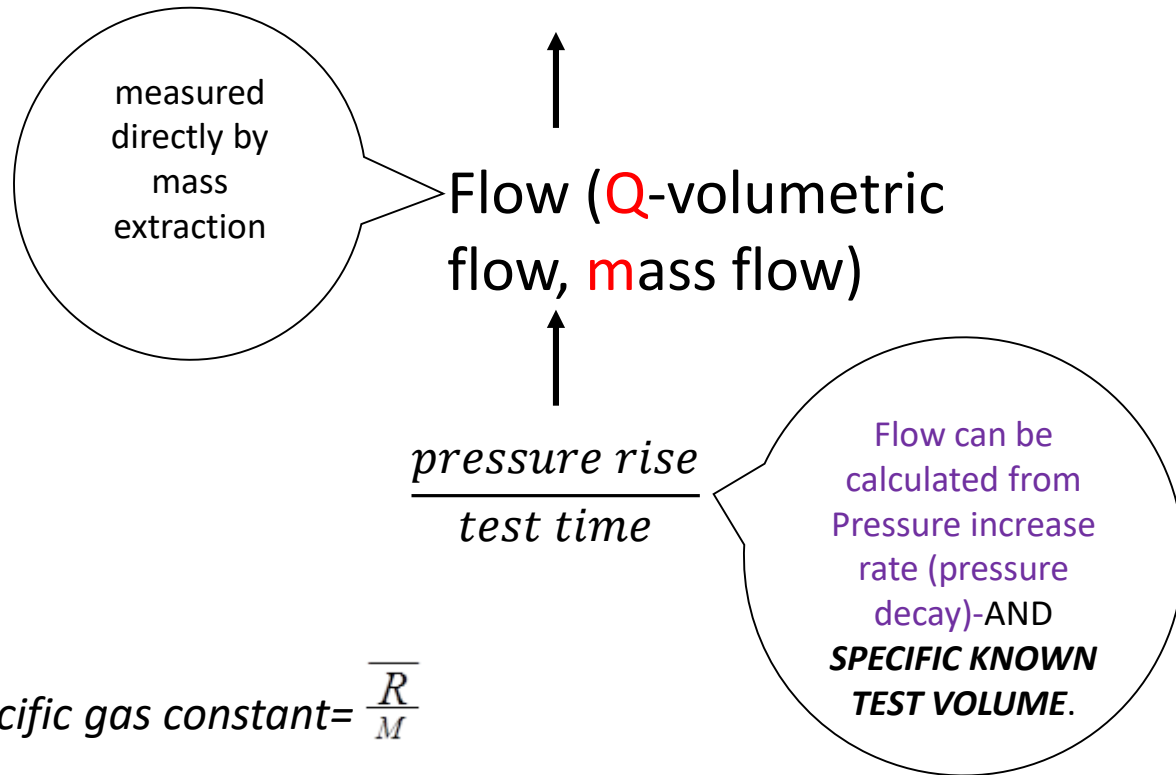 measured
directly by
mass
extraction
Flow (Q-volumetric
flow, mass flow)
pressure rise
test time
Flow can be
calculated from
Pressure increase
rate (pressure
decay)-AND
SPECIFIC KNOWN
TEST VOLUME.
cific gas constant= R̅/M